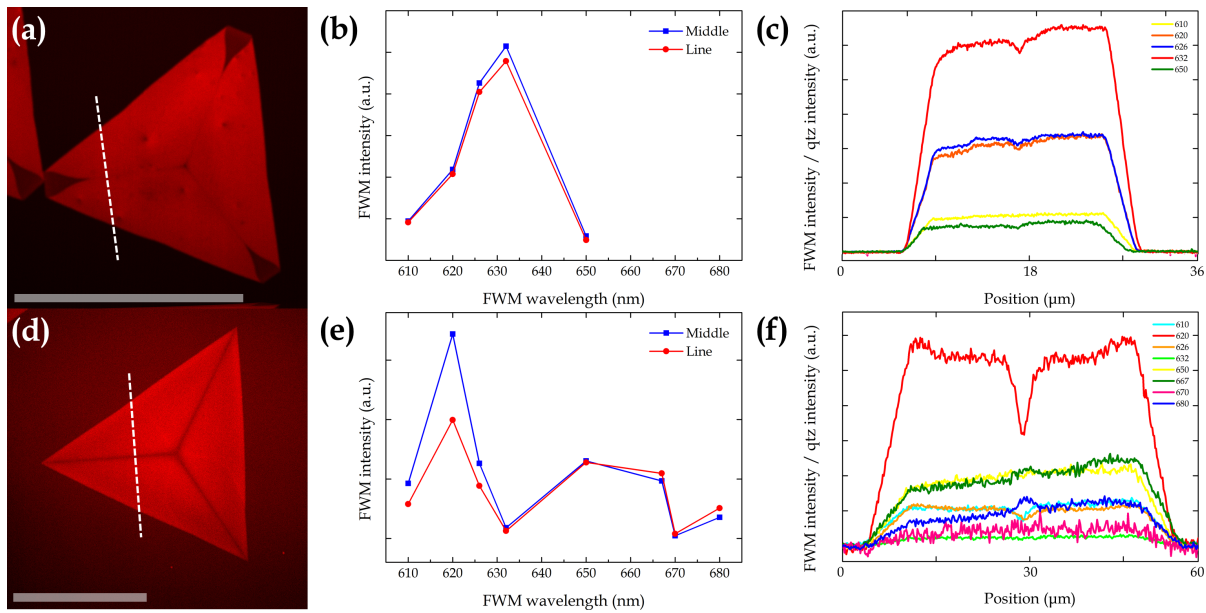 (a)
(b)
FWM intensity (a.u.)
Middle
Line
610 620 630 640 650 660 670 680
FWM wavelength (nm)
(c)
FWM intensity / qtz intensity (a.u.)
610
620
626
632
650
0 18 36
Position (μm)
(d)
(e)
FWM intensity (a.u.)
Middle
Line
610 620 630 640 650 660 670 680
FWM wavelength (nm)
(f)
FWM intensity / qtz intensity (a.u.)
610
620
626
632
650
667
670
680
0 30 60
Position (μm)